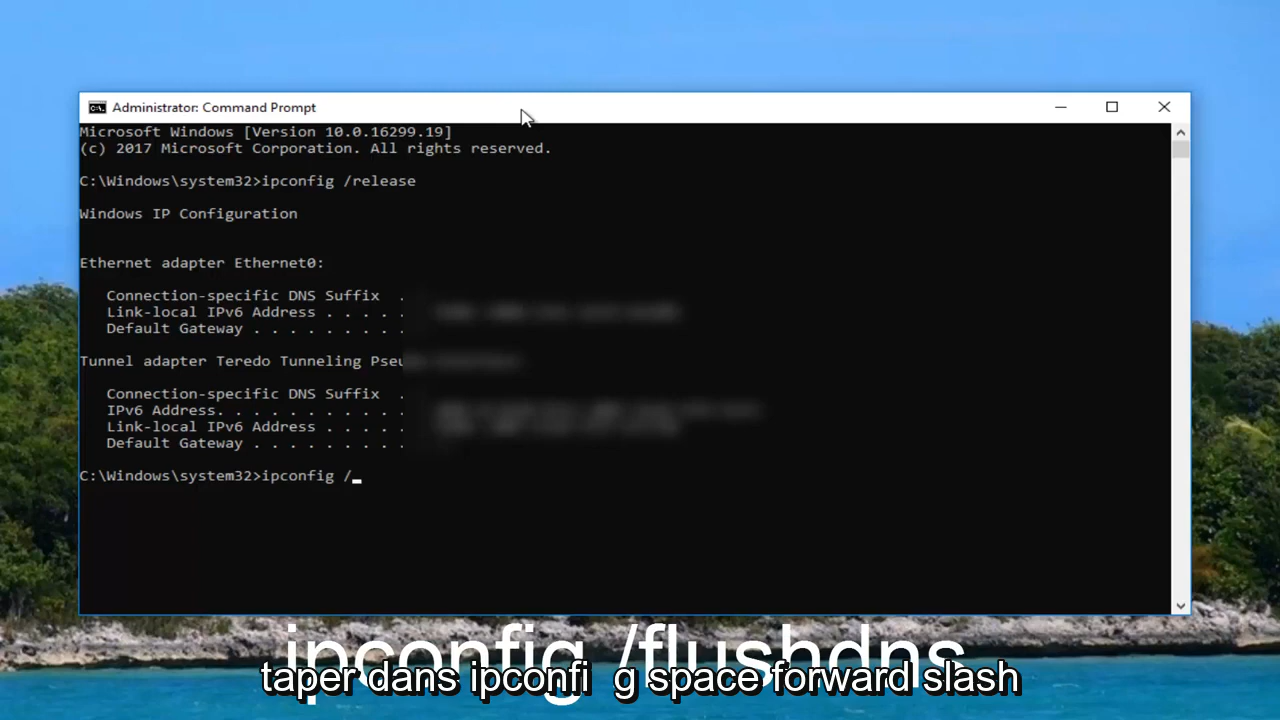 Administrator: Command Prompt
Microsoft Windows [Version 10.0.16299.19]
(c) 2017 Microsoft Corporation. All rights reserved.
C:\Windows\system32>ipconfig /release
Windows IP Configuration
Ethernet adapter Ethernet0:
Connection-specific DNS Suffix .
Link-local IPv6 Address . . . . .
Default Gateway . . . . . . . . .
Tunnel adapter Teredo Tunneling
Connection-specific DNS Suffix .
IPv6 Address. . . . . . . . . . .
Link-local IPv6 Address . . . . .
Default Gateway . . . . . . . . .
C:\Windows\system32>ipconfig /_
ipconfig /flushdns
taper dans ipconfi g space forward slash